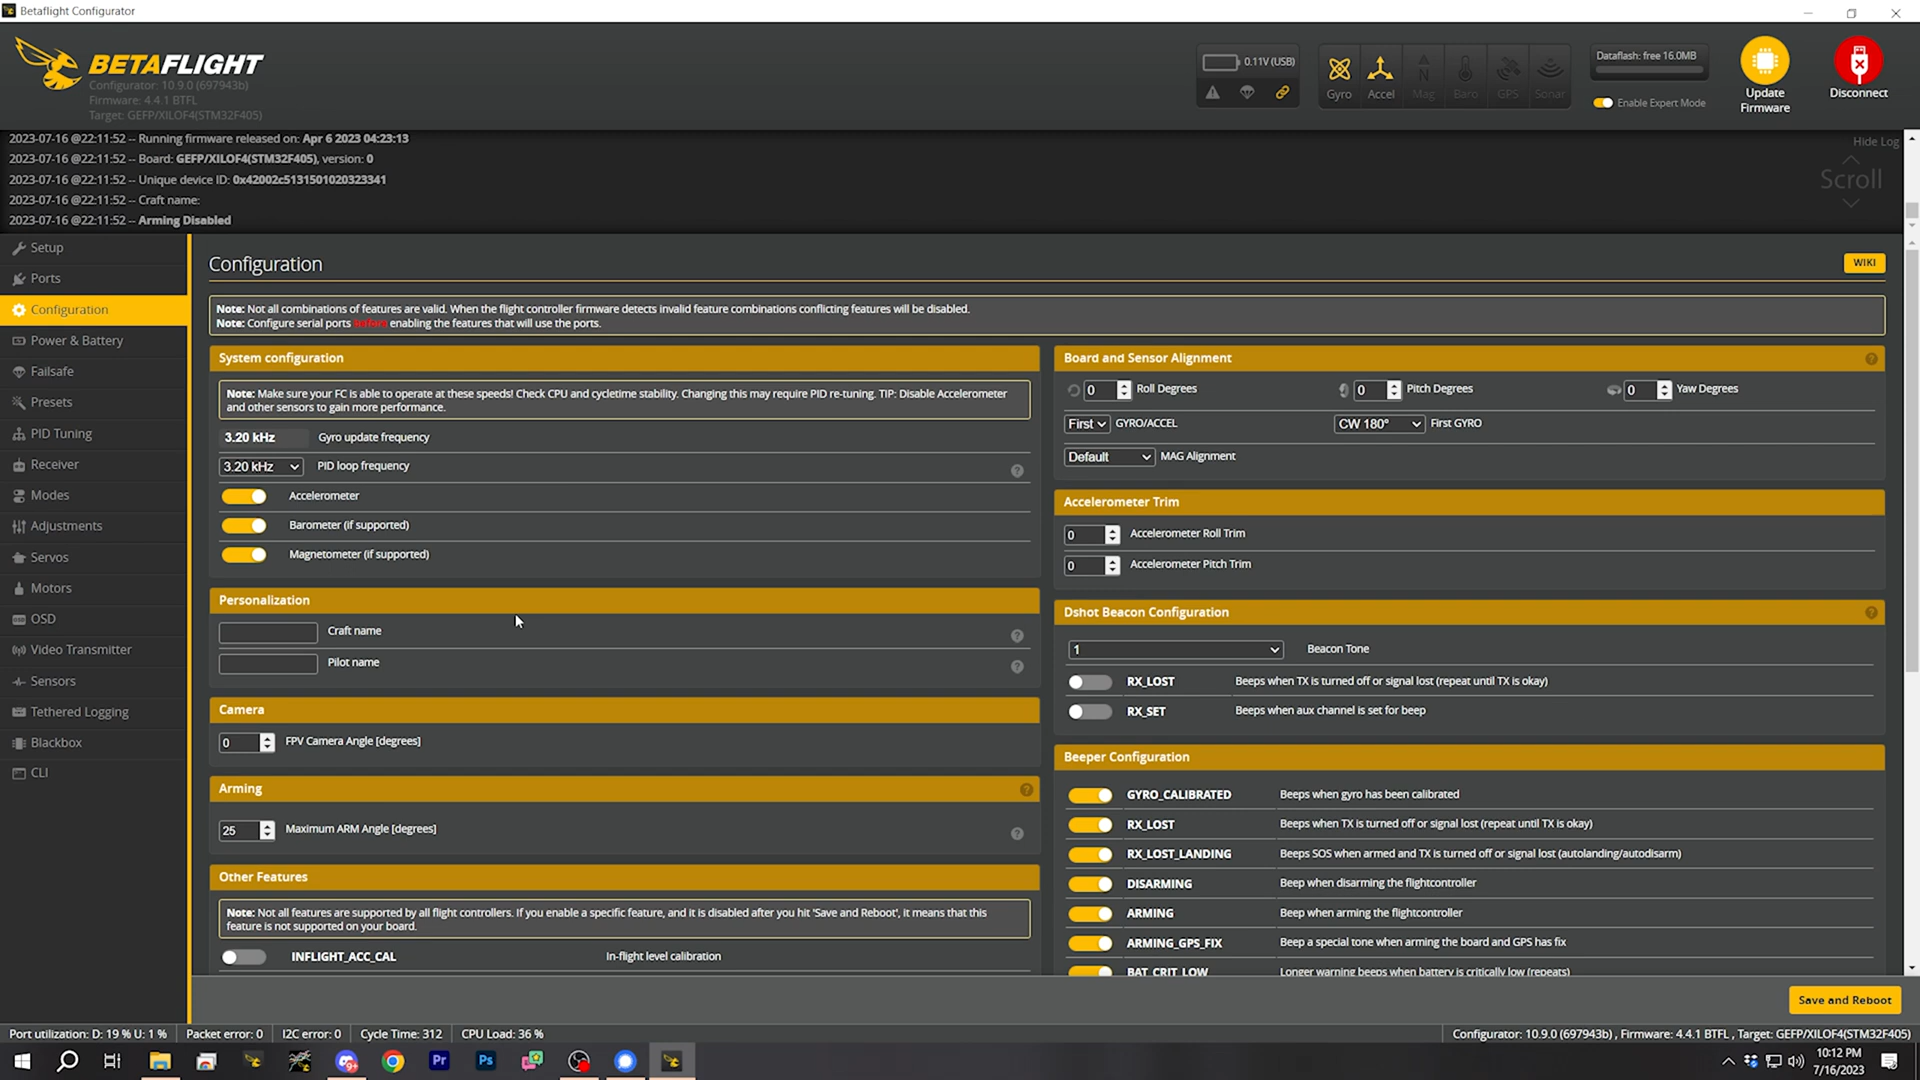 Betaflight Configurator
BETAFLIGHT
Configurator: 10.9.0 (697943b)
Firmware: 4.4.1 BTFL
Target: GEFP/XILOF4(STM32F405)
0.11V (USB)
Gyro
Accel
Mag
Baro
GPS
Sonar
Dataflash: free 16.0MB
Enable Expert Mode
Update
Firmware
Disconnect
2023-07-16 @22:11:52 -- Running firmware released on: Apr 6 2023 04:23:13
2023-07-16 @22:11:52 -- Board: GEFP/XILOF4(STM32F405), version: 0
2023-07-16 @22:11:52 -- Unique device ID: 0x42002c5131501020323341
2023-07-16 @22:11:52 -- Craft name:
2023-07-16 @22:11:52 -- Arming Disabled
Hide Log
Scroll
Setup
Ports
Configuration
Power & Battery
Failsafe
Presets
PID Tuning
Receiver
Modes
Adjustments
Servos
Motors
OSD
Video Transmitter
Sensors
Tethered Logging
Blackbox
CLI
Configuration
WIKI
Note: Not all combinations of features are valid. When the flight controller firmware detects invalid feature combinations conflicting features will be disabled.
Note: Configure serial ports before enabling the features that will use the ports.
System configuration
Note: Make sure your FC is able to operate at these speeds! Check CPU and cycletime stability. Changing this may require PID re-tuning. TIP: Disable Accelerometer
and other sensors to gain more performance.
3.20 kHz Gyro update frequency
3.20 kHz PID loop frequency
Accelerometer
Barometer (if supported)
Magnetometer (if supported)
Personalization
Craft name
Pilot name
Camera
0 FPV Camera Angle [degrees]
Arming
25 Maximum ARM Angle [degrees]
Other Features
Note: Not all features are supported by all flight controllers. If you enable a specific feature, and it is disabled after you hit 'Save and Reboot', it means that this
feature is not supported on your board.
INFLIGHT_ACC_CAL In-flight level calibration
Board and Sensor Alignment
0 Roll Degrees 0 Pitch Degrees 0 Yaw Degrees
First GYRO/ACCEL CW 180° First GYRO
Default MAG Alignment
Accelerometer Trim
0 Accelerometer Roll Trim
0 Accelerometer Pitch Trim
Dshot Beacon Configuration
1 Beacon Tone
RX_LOST Beeps when TX is turned off or signal lost (repeat until TX is okay)
RX_SET Beeps when aux channel is set for beep
Beeper Configuration
GYRO_CALIBRATED Beeps when gyro has been calibrated
RX_LOST Beeps when TX is turned off or signal lost (repeat until TX is okay)
RX_LOST_LANDING Beeps SOS when armed and TX is turned off or signal lost (autolanding/autodisarm)
DISARMING Beep when disarming the flightcontroller
ARMING Beep when arming the flightcontroller
ARMING_GPS_FIX Beep a special tone when arming the board and GPS has fix
BAT_CRIT_LOW Longer warning beeps when battery is critically low (repeats)
Save and Reboot
Port utilization: D: 19 % U: 1 % Packet error: 0 I2C error: 0 Cycle Time: 312 CPU Load: 36 %
Configurator: 10.9.0 (697943b) , Firmware: 4.4.1 BTFL , Target: GEFP/XILOF4(STM32F405)
Pr
Ps
10:12 PM
7/16/2023